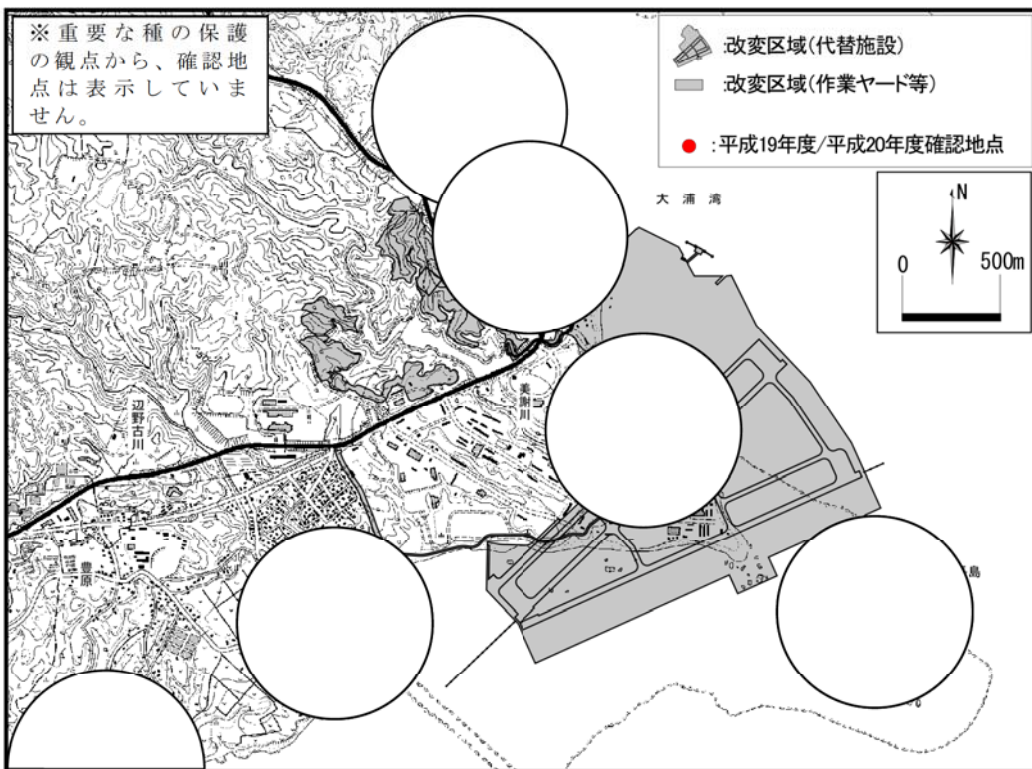 ※重要な種の保護
の観点から、確認地
点は表示していま
せん。
:改変区域(代替施設)
:改変区域(作業ヤード等)
:平成19年度/平成20年度確認地点
大浦湾
N
0 500m
美謝川
辺野古川
豊原
島